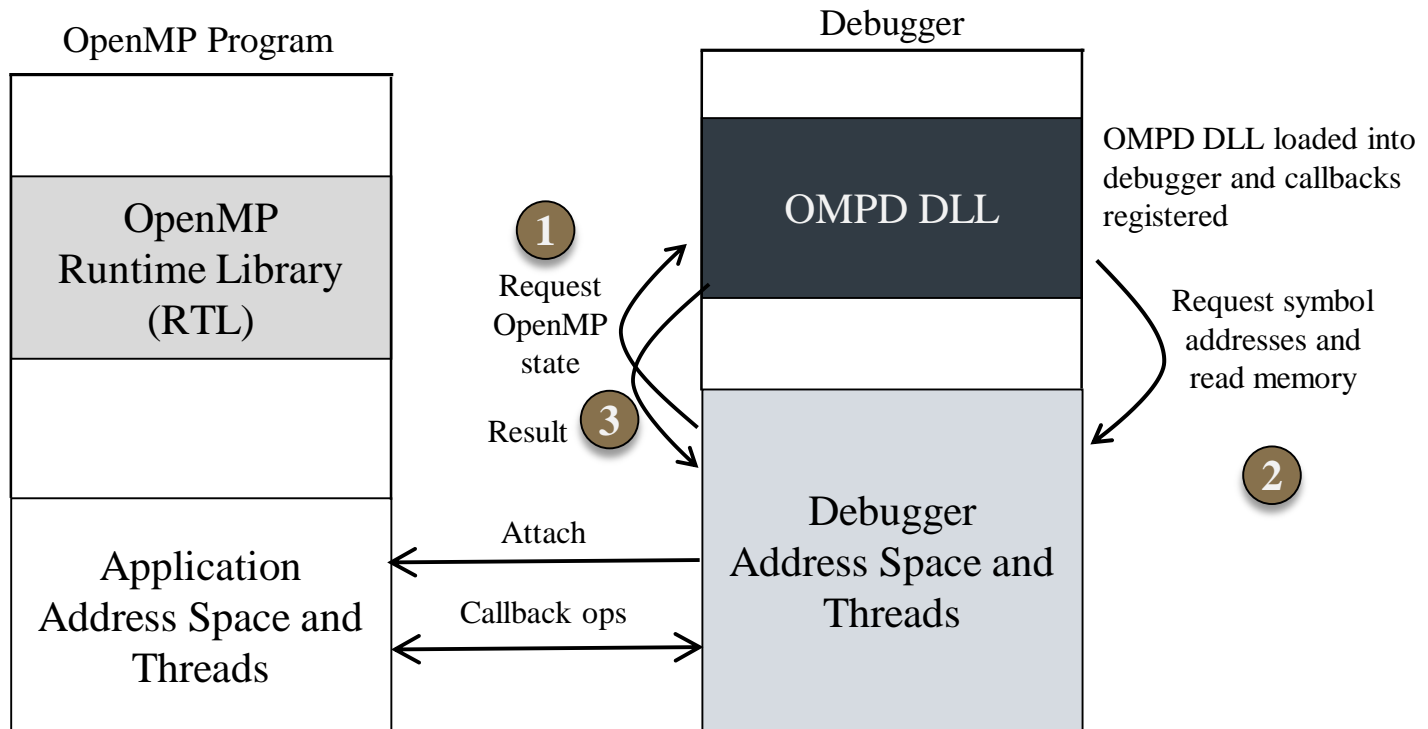 OpenMP Program
OpenMP
Runtime Library
(RTL)
Application
Address Space and
Threads
1
Request
OpenMP
state
Result
3
Attach
Callback ops
Debugger
OMPD DLL
Debugger
Address Space and
Threads
OMPD DLL loaded into
debugger and callbacks
registered
Request symbol
addresses and
read memory
2